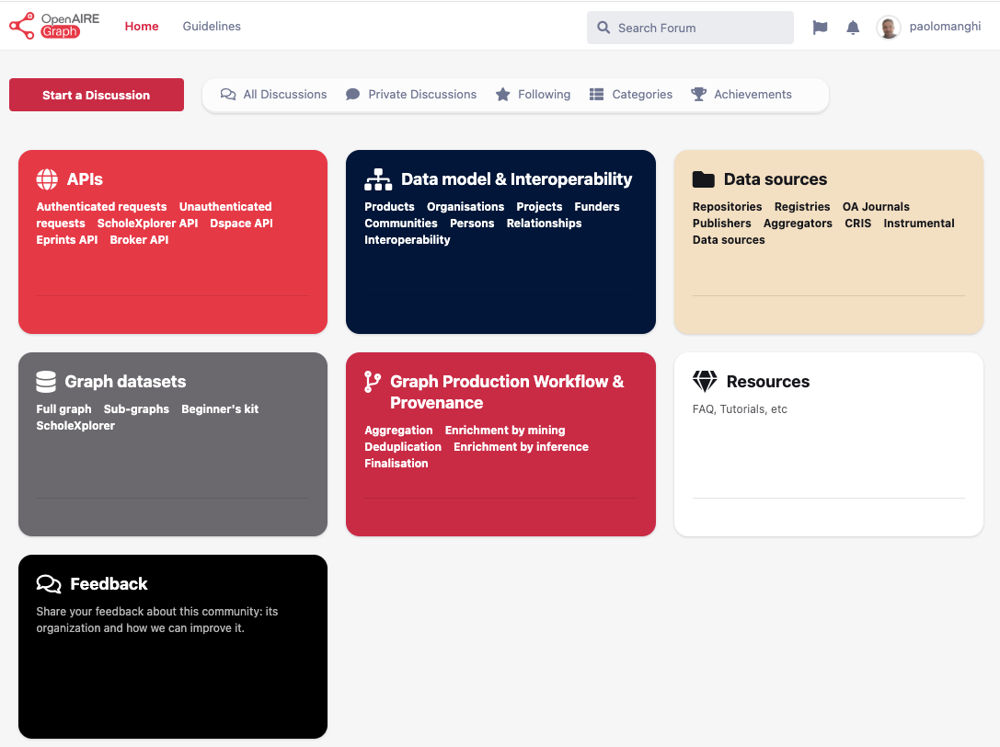 OpenAIRE
Graph
Home
Guidelines
Search Forum
paolomanghi
Start a Discussion
All Discussions
Private Discussions
Following
Categories
Achievements
APIs
Authenticated requests Unauthenticated
requests ScholeXplorer API Dspace API
Eprints API Broker API
Data model & Interoperability
Products Organisations Projects Funders
Communities Persons Relationships
Interoperability
Data sources
Repositories Registries OA Journals
Publishers Aggregators CRIS Instrumental
Data sources
Graph datasets
Full graph Sub-graphs Beginner's kit
ScholeXplorer
Graph Production Workflow &
Provenance
Aggregation Enrichment by mining
Deduplication Enrichment by inference
Finalisation
Resources
FAQ, Tutorials, etc
Feedback
Share your feedback about this community: its
organization and how we can improve it.